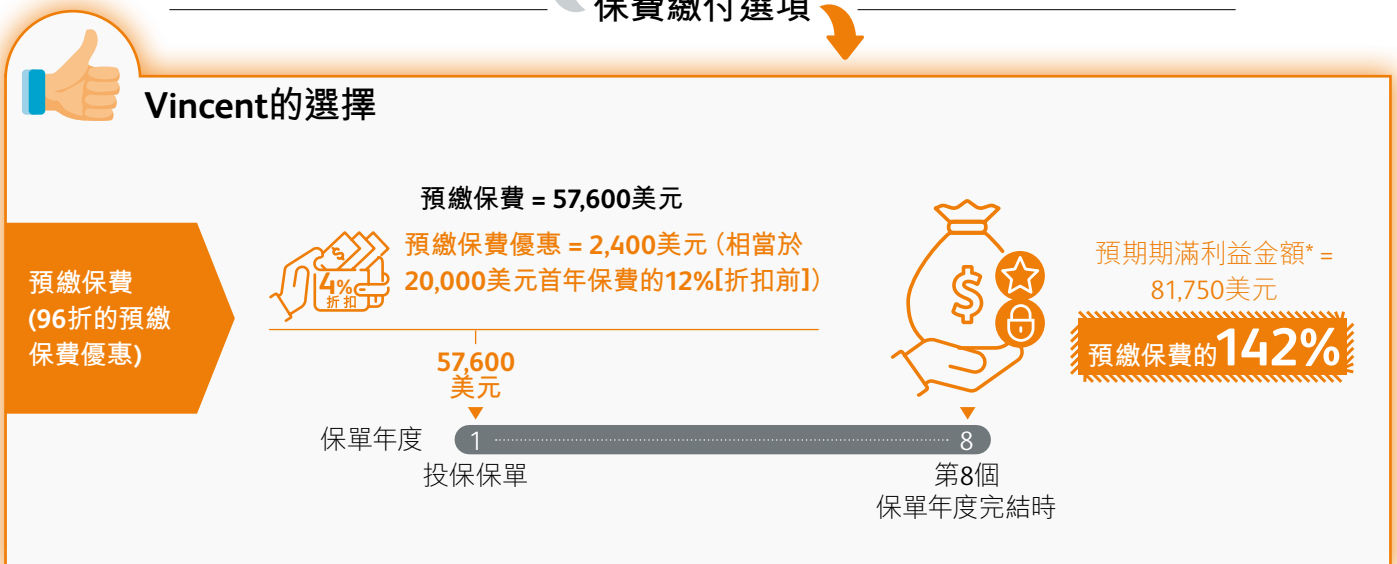 保費繳付選項
Vincent的選擇
預繳保費
(96折的預繳
保費優惠)
預繳保費 = 57,600美元
4%
折扣
預繳保費優惠 = 2,400美元（相當於
20,000美元首年保費的12%[折扣前]）
57,600
美元
保單年度
1
8
投保保單
第8個
保單年度完結時
$
預期期滿利益金額* =
81,750美元
預繳保費的142%